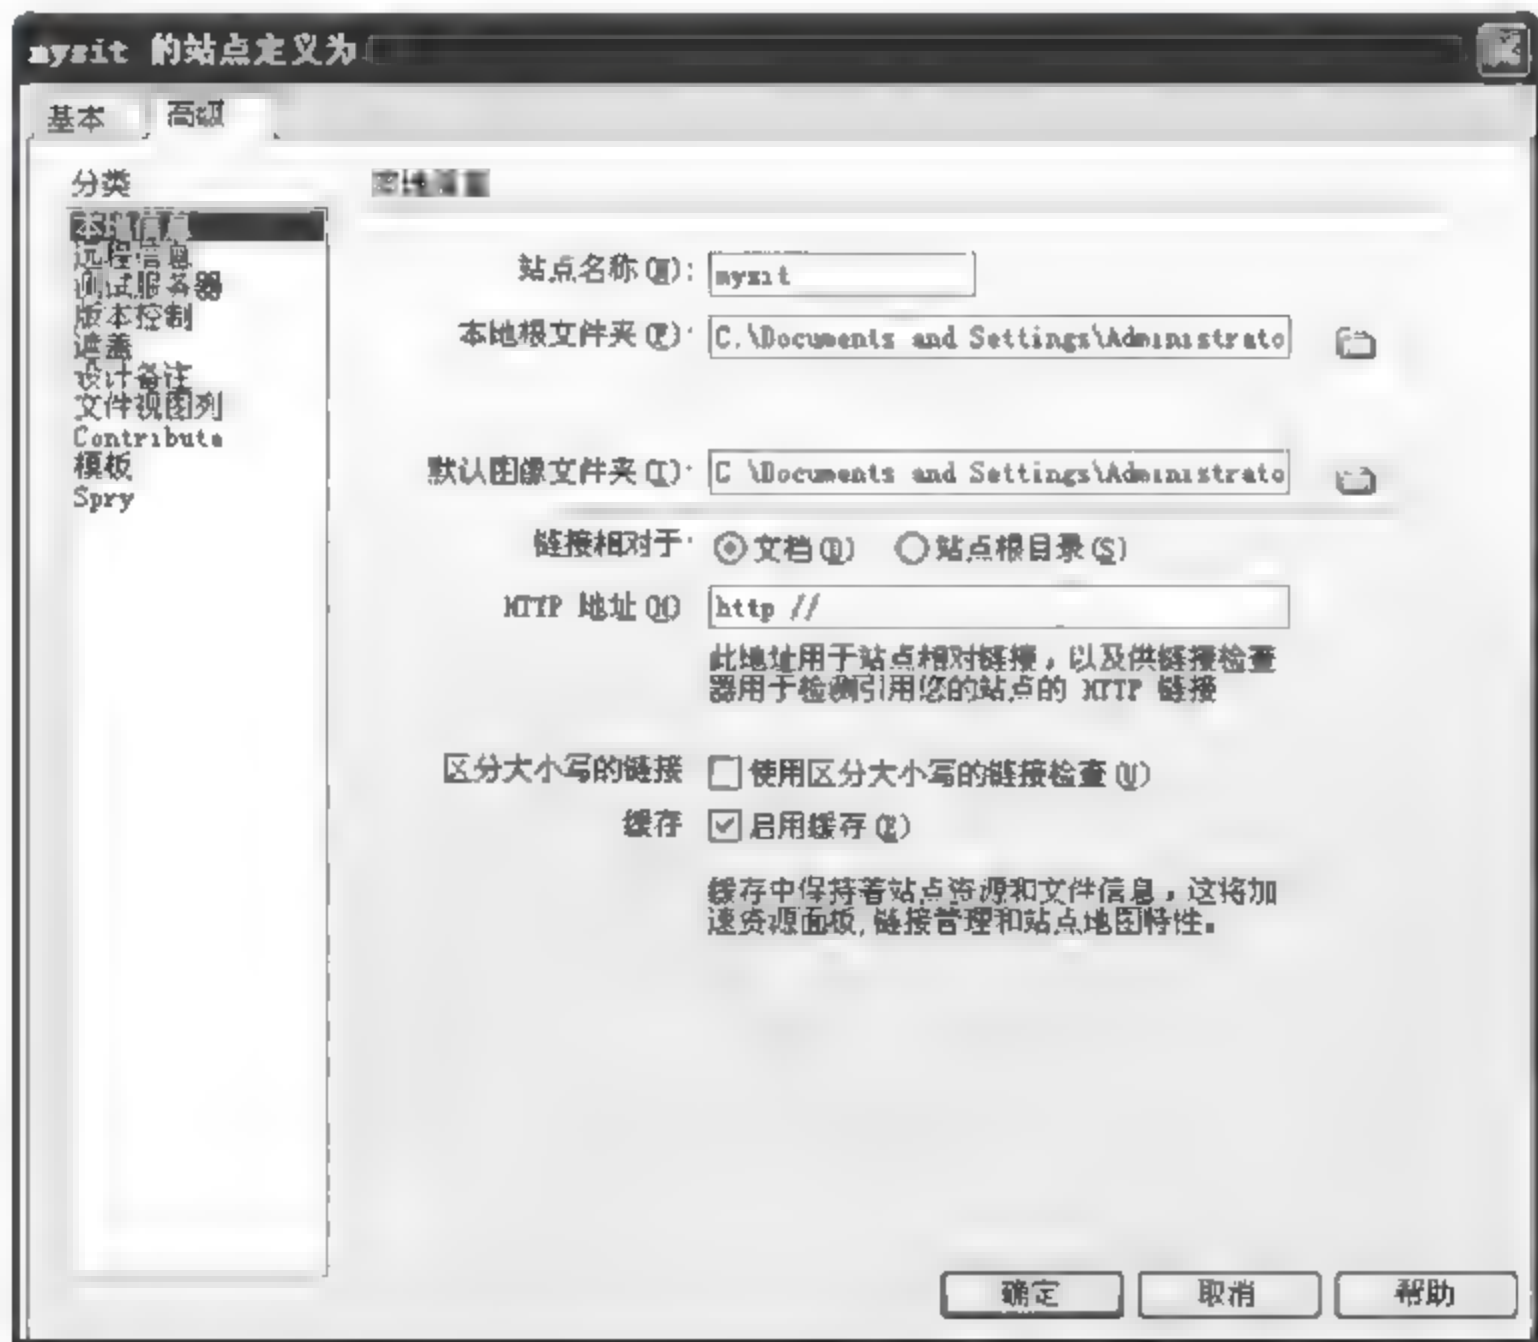 mysit 的站点定义为
基本 高级
分类
本地信息
远程信息
测试服务器
版本控制
遮盖
设计备注
文件视图列
Contribute
模板
Spry
本地信息
站点名称(N): mysit
本地根文件夹(F): C:\Documents and Settings\Administrato
默认图像文件夹(I): C:\Documents and Settings\Administrato
链接相对于: 文档(D) 站点根目录(S)
HTTP 地址(H) http://
此地址用于站点相对链接，以及供链接检查
器用于检测引用您的站点的 HTTP 链接
区分大小写的链接 使用区分大小写的链接检查(U)
缓存 启用缓存(E)
缓存中保持着站点资源和文件信息，这将加
速资源面板,链接管理和站点地图特性。
确定 取消 帮助